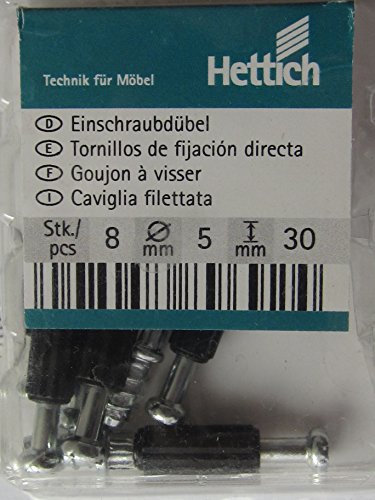 Technik für Möbel
Hettich
D Einschraubdübel
E Tornillos de fijación directa
F Goujon à visser
I Caviglia filettata
Stk./pcs 8 Ø mm 5 mm 30